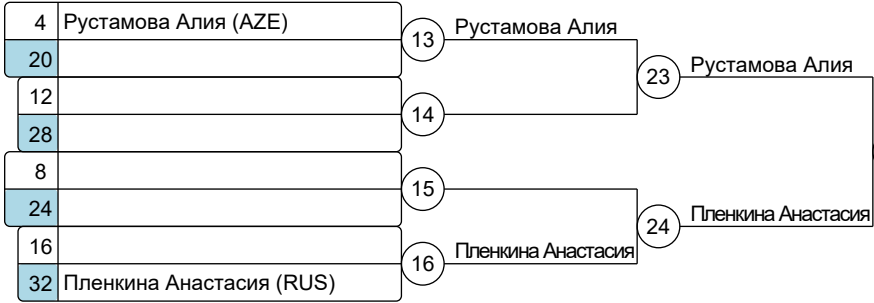 4 Рустамова Алия (AZE)
13 Рустамова Алия
20
23 Рустамова Алия
12
14
28
8
15
24
24 Пленкина Анастасия
16
16 Пленкина Анастасия
32 Пленкина Анастасия (RUS)